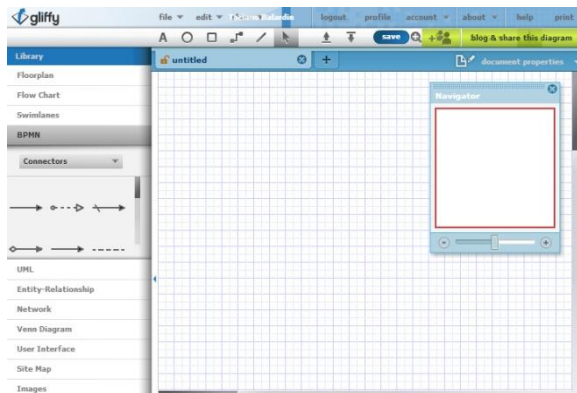 gliffy
file edit logout profile account about help print
A save blog & share this diagram
Library
untitled
document properties
Floorplan
Flow Chart
Swimlanes
BPMN
Connectors
UML
Entity-Relationship
Network
Venn Diagram
User Interface
Site Map
Images
Navigator